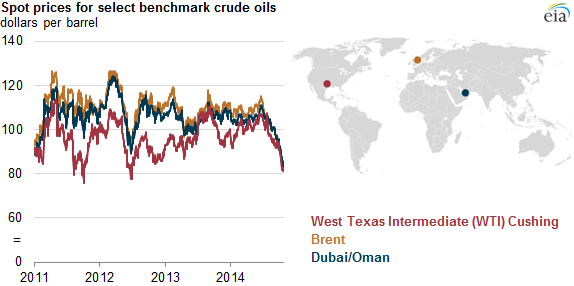 Spot prices for select benchmark crude oils
dollars per barrel
eia
140
120
100
80
60
=
0
2011 2012 2013 2014
West Texas Intermediate (WTI) Cushing
Brent
Dubai/Oman